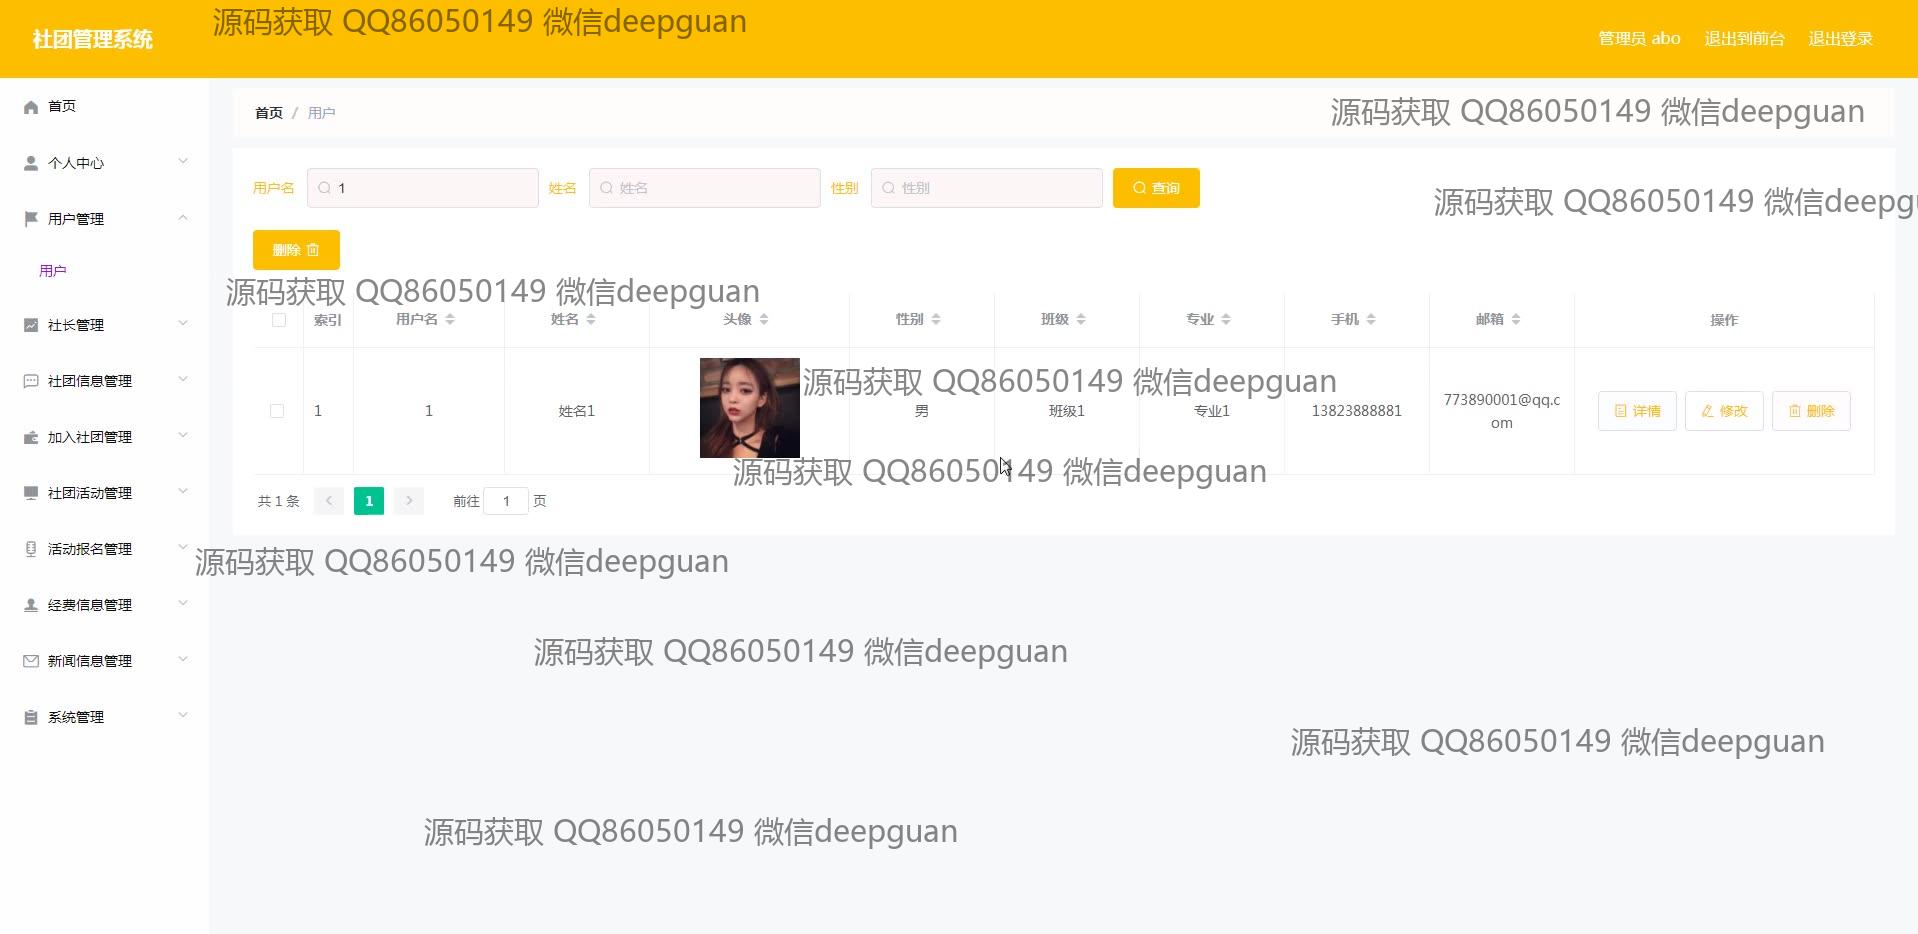 源码获取 QQ86050149 微信deepguan
社团管理系统
管理员 abo 退出到前台 退出登录
首页
首页 / 用户
源码获取 QQ86050149 微信deepguan
个人中心
用户名 1 姓名 姓名 性别 性别 查询
源码获取 QQ86050149 微信deepgu
用户管理
删除
用户
源码获取 QQ86050149 微信deepguan
社长管理
索引 用户名 姓名 头像 性别 班级 专业 手机 邮箱 操作
社团信息管理
源码获取 QQ86050149 微信deepguan
1 1 姓名1 男 班级1 专业1 13823888881 773890001@qq.c
om
详情 修改 删除
加入社团管理
源码获取 QQ86050149 微信deepguan
社团活动管理
共 1 条 1 前往 1 页
活动报名管理
源码获取 QQ86050149 微信deepguan
经费信息管理
源码获取 QQ86050149 微信deepguan
新闻信息管理
系统管理
源码获取 QQ86050149 微信deepguan
源码获取 QQ86050149 微信deepguan